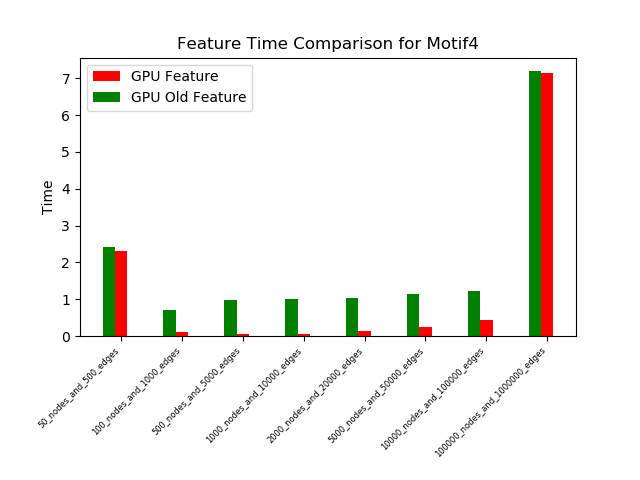 Feature Time Comparison for Motif4
GPU Feature
GPU Old Feature
7
6
5
4
3
2
1
0
Time
50_nodes_and_500_edges
100_nodes_and_1000_edges
500_nodes_and_5000_edges
1000_nodes_and_10000_edges
2000_nodes_and_20000_edges
5000_nodes_and_50000_edges
10000_nodes_and_100000_edges
100000_nodes_and_1000000_edges